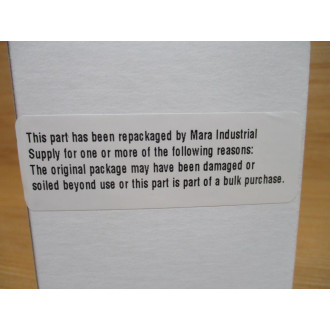 This part has been repackaged by Mara Industrial
Supply for one or more of the following reasons:
The original package may have been damaged or
soiled beyond use or this part is part of a bulk purchase.